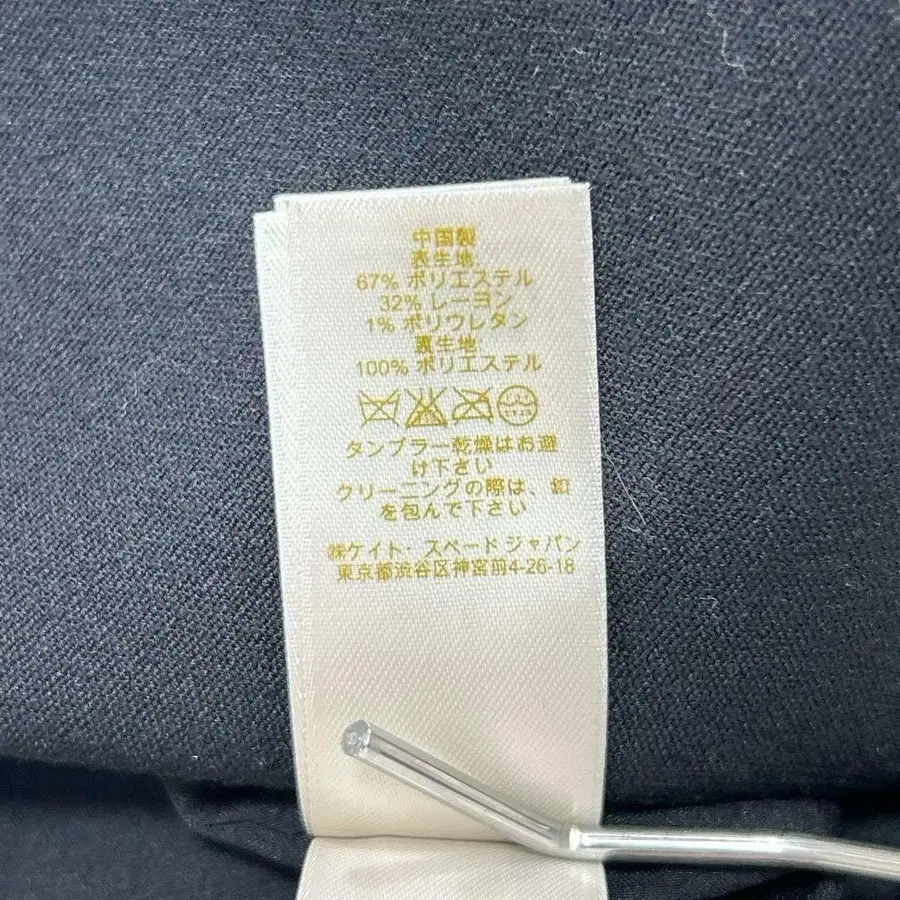 中国製
表生地
67% ポリエステル
32% レーヨン
1% ポリウレタン
裏生地
100% ポリエステル
タンブラー乾燥はお避
け下さい
クリーニングの際は、釦
を包んで下さい
㈱ケイト・スペードジャパン
東京都渋谷区神宮前4-26-18